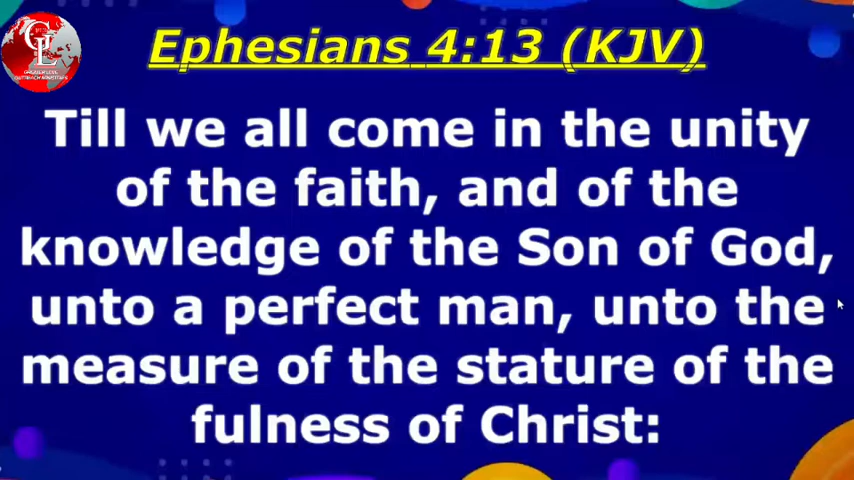 Ephesians 4:13 (KJV)
Till we all come in the unity
of the faith, and of the
knowledge of the Son of God,
unto a perfect man, unto the
measure of the stature of the
fulness of Christ: